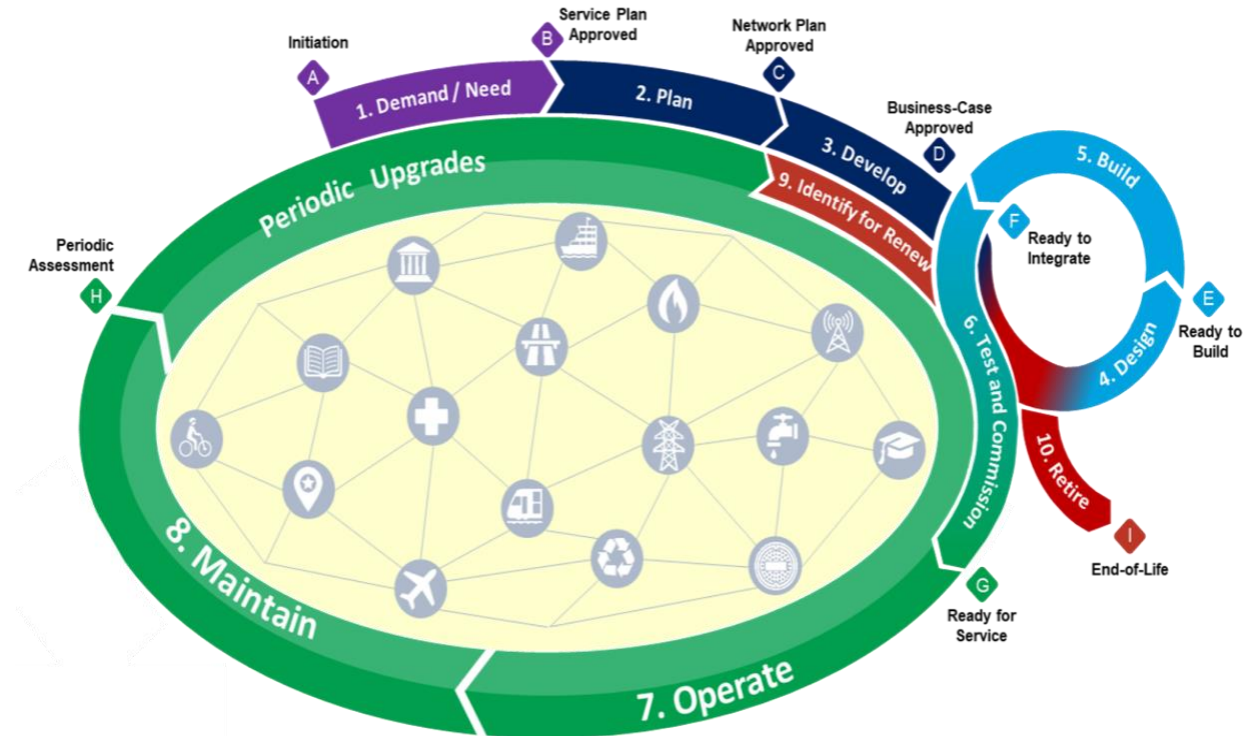 Initiation
A
Service Plan
Approved
B
Network Plan
Approved
C
Business-Case
Approved
D
1. Demand / Need
2. Plan
3. Develop
9. Identify for Renew
Periodic Upgrades
5. Build
F
Ready to
Integrate
E
Ready to
Build
4. Design
6. Test and Commission
10. Retire
I
End-of-Life
G
Ready for
Service
Periodic
Assessment
H
8. Maintain
7. Operate